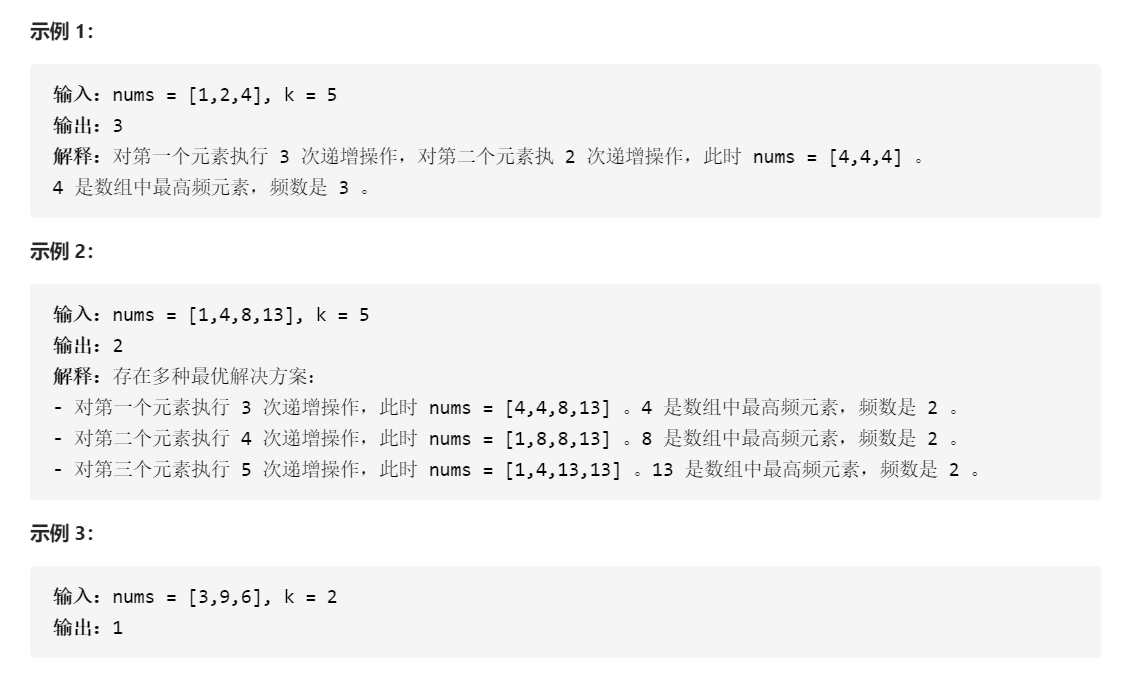 示例 1：
输入：nums = [1,2,4], k = 5
输出：3
解释：对第一个元素执行 3 次递增操作，对第二个元素执 2 次递增操作，此时 nums = [4,4,4] 。
4 是数组中最高频元素，频数是 3 。
示例 2：
输入：nums = [1,4,8,13], k = 5
输出：2
解释：存在多种最优解决方案：
- 对第一个元素执行 3 次递增操作，此时 nums = [4,4,8,13] 。4 是数组中最高频元素，频数是 2 。
- 对第二个元素执行 4 次递增操作，此时 nums = [1,8,8,13] 。8 是数组中最高频元素，频数是 2 。
- 对第三个元素执行 5 次递增操作，此时 nums = [1,4,13,13] 。13 是数组中最高频元素，频数是 2 。
示例 3：
输入：nums = [3,9,6], k = 2
输出：1